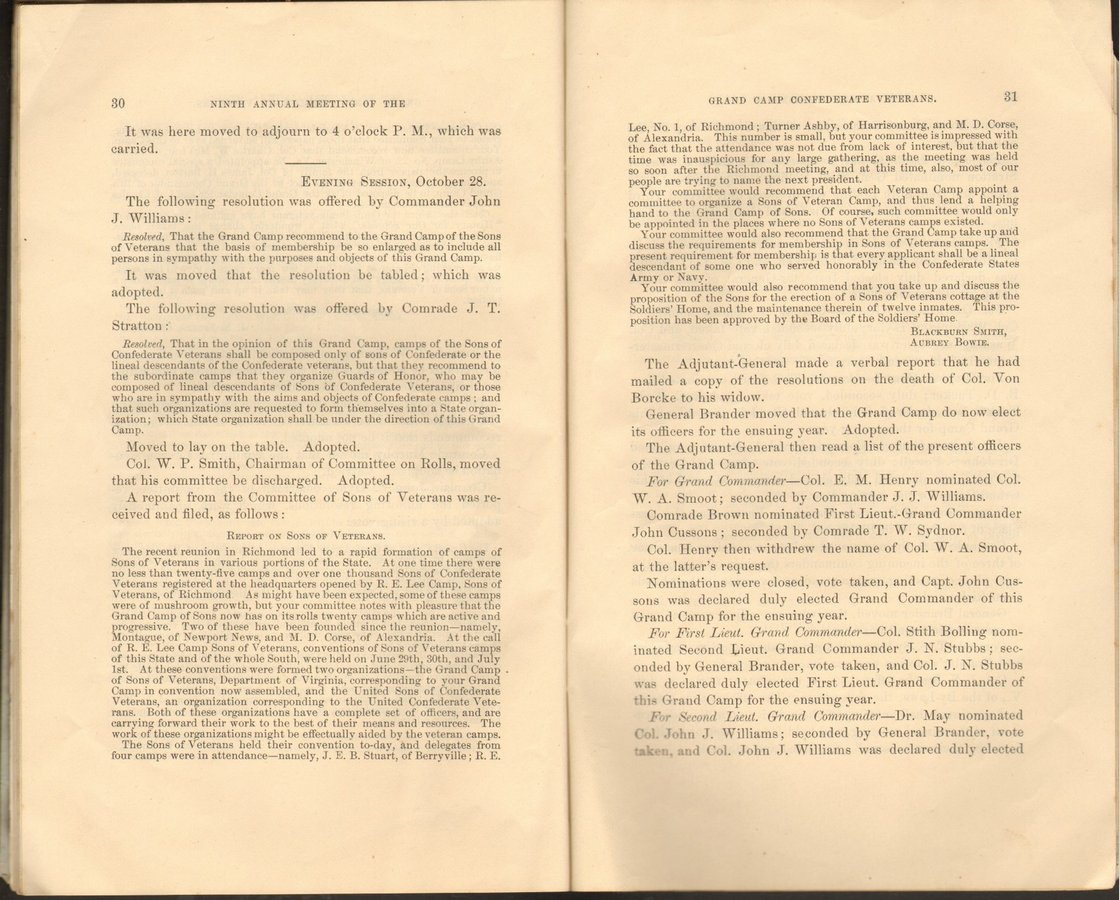 30
NINTH ANNUAL MEETING OF THE
It was here moved to adjourn to 4 o'clock P. M., which was
carried.
EVENING SESSION, October 28.
The following resolution was offered by Commander John
J. Williams :
Resolved, That the Grand Camp recommend to the Grand Camp of the Sons
of Veterans that the basis of membership be so enlarged as to include all
persons in sympathy with the purposes and objects of this Grand Camp.
It was moved that the resolution be tabled; which was
adopted.
The following resolution was offered by Comrade J. T.
Stratton :
Resolved, That in the opinion of this Grand Camp, camps of the Sons of
Confederate Veterans shall be composed only of sons of Confederate or the
lineal descendants of the Confederate veterans, but that they recommend to
the subordinate camps that they organize Guards of Honor, who may be
composed of lineal descendants of Sons of Confederate Veterans, or those
who are in sympathy with the aims and objects of Confederate camps ; and
that such organizations are requested to form themselves into a State organ-
ization; which State organization shall be under the direction of this Grand
Camp.
Moved to lay on the table. Adopted.
Col. W. P. Smith, Chairman of Committee on Rolls, moved
that his committee be discharged. Adopted.
A report from the Committee of Sons of Veterans was re-
ceived and filed, as follows :
REPORT ON SONS OF VETERANS.
The recent reunion in Richmond led to a rapid formation of camps of
Sons of Veterans in various portions of the State. At one time there were
no less than twenty-five camps and over one thousand Sons of Confederate
Veterans registered at the headquarters opened by R. E. Lee Camp, Sons of
Veterans, of Richmond As might have been expected, some of these camps
were of mushroom growth, but your committee notes with pleasure that the
Grand Camp of Sons now has on its rolls twenty camps which are active and
progressive. Two of these have been founded since the reunion—namely,
Montague, of Newport News, and M. D. Corse, of Alexandria. At the call
of R. E. Lee Camp Sons of Veterans, conventions of Sons of Veterans camps
of this State and of the whole South, were held on June 29th, 30th, and July
1st. At these conventions were formed two organizations—the Grand Camp
of Sons of Veterans, Department of Virginia, corresponding to your Grand
Camp in convention now assembled, and the United Sons of Confederate
Veterans, an organization corresponding to the United Confederate Vete-
rans. Both of these organizations have a complete set of officers, and are
carrying forward their work to the best of their means and resources. The
work of these organizations might be effectually aided by the veteran camps.
The Sons of Veterans held their convention to-day, and delegates from
four camps were in attendance—namely, J. E. B. Stuart, of Berryville; R. E.
GRAND CAMP CONFEDERATE VETERANS.
31
Lee, No. 1, of Richmond ; Turner Ashby, of Harrisonburg, and M. D. Corse,
of Alexandria. This number is small, but your committee is impressed with
the fact that the attendance was not due from lack of interest, but that the
time was inauspicious for any large gathering, as the meeting was held
so soon after the Richmond meeting, and at this time, also, most of our
people are trying to name the next president.
Your committee would recommend that each Veteran Camp appoint a
committee to organize a Sons of Veteran Camp, and thus lend a helping
hand to the Grand Camp of Sons. Of course, such committee would only
be appointed in the places where no Sons of Veterans camps existed.
Your committee would also recommend that the Grand Camp take up and
discuss the requirements for membership in Sons of Veterans camps. The
present requirement for membership is that every applicant shall be a lineal
descendant of some one who served honorably in the Confederate States
Army or Navy.
Your committee would also recommend that you take up and discuss the
proposition of the Sons for the erection of a Sons of Veterans cottage at the
Soldiers' Home, and the maintenance therein of twelve inmates. This pro-
position has been approved by the Board of the Soldiers' Home
BLACKBURN SMITH,
AUBREY BOWIE.
The Adjutant-General made a verbal report that he had
mailed a copy of the resolutions on the death of Col. Von
Borcke to his widow.
General Brander moved that the Grand Camp do now elect
its officers for the ensuing year. Adopted.
The Adjutant-General then read a list of the present officers
of the Grand Camp.
For Grand Commander—Col. E. M. Henry nominated Col.
W. A. Smoot; seconded by Commander J. J. Williams.
Comrade Brown nominated First Lieut.-Grand Commander
John Cussons ; seconded by Comrade T. W. Sydnor.
Col. Henry then withdrew the name of Col. W. A. Smoot,
at the latter's request.
Nominations were closed, vote taken, and Capt. John Cus-
sons was declared duly elected Grand Commander of this
Grand Camp for the ensuing year.
For First Lieut. Grand Commander—Col. Stith Bolling nom-
inated Second Lieut. Grand Commander J. N. Stubbs ; sec-
onded by General Brander, vote taken, and Col. J. N. Stubbs
was declared duly elected First Lieut. Grand Commander of
this Grand Camp for the ensuing year.
For Second Lieut. Grand Commander—Dr. May nominated
Col. John J. Williams; seconded by General Brander, vote
taken, and Col. John J. Williams was declared duly elected